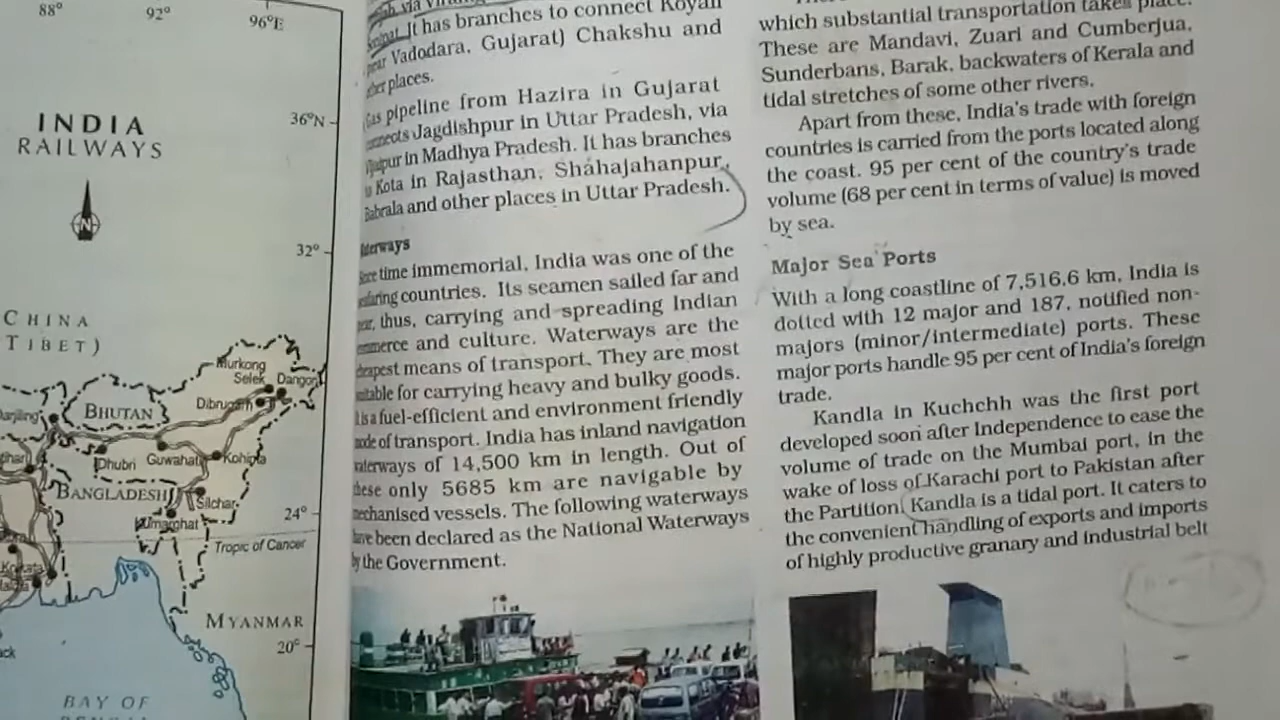 88° 92° 96°E
INDIA
RAILWAYS
36°N
N
32°
CHINA
TIBET)
Murkong
Selek Dangori
Dibrugarh
BHUTAN
Dhubri Guwahati Kohima
BANGLADESH
Silchar
Kumarghat
24°
Tropic of Cancer
Kolkata
MYANMAR
20°
BAY OF
It has branches to connect Koyali
Vadodara, Gujarat) Chakshu and
other places.
Gas pipeline from Hazira in Gujarat
connects Jagdishpur in Uttar Pradesh, via
Vijaipur in Madhya Pradesh. It has branches
to Kota in Rajasthan, Shahajahanpur,
Babrala and other places in Uttar Pradesh.
Waterways
Since time immemorial, India was one of the
seafaring countries. Its seamen sailed far and
near, thus, carrying and spreading Indian
commerce and culture. Waterways are the
cheapest means of transport. They are most
suitable for carrying heavy and bulky goods.
It is a fuel-efficient and environment friendly
mode of transport. India has inland navigation
waterways of 14,500 km in length. Out of
these only 5685 km are navigable by
mechanised vessels. The following waterways
have been declared as the National Waterways
by the Government.
which substantial transportation takes place.
These are Mandavi, Zuari and Cumberjua,
Sunderbans, Barak, backwaters of Kerala and
tidal stretches of some other rivers.
Apart from these, India's trade with foreign
countries is carried from the ports located along
the coast. 95 per cent of the country's trade
volume (68 per cent in terms of value) is moved
by sea.
Major Sea Ports
With a long coastline of 7,516.6 km, India is
dotted with 12 major and 187, notified non-
majors (minor/intermediate) ports. These
major ports handle 95 per cent of India's foreign
trade.
Kandla in Kuchchh was the first port
developed soon after Independence to ease the
volume of trade on the Mumbai port, in the
wake of loss of Karachi port to Pakistan after
the Partition. Kandla is a tidal port. It caters to
the convenient handling of exports and imports
of highly productive granary and industrial belt